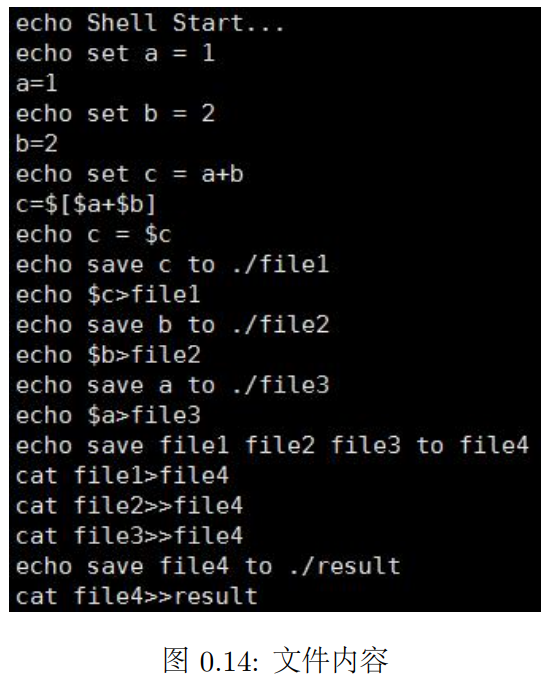 echo Shell Start...
echo set a = 1
a=1
echo set b = 2
b=2
echo set c = a+b
c=$[$a+$b]
echo c = $c
echo save c to ./file1
echo $c>file1
echo save b to ./file2
echo $b>file2
echo save a to ./file3
echo $a>file3
echo save file1 file2 file3 to file4
cat file1>file4
cat file2>>file4
cat file3>>file4
echo save file4 to ./result
cat file4>>result
图 0.14: 文件内容